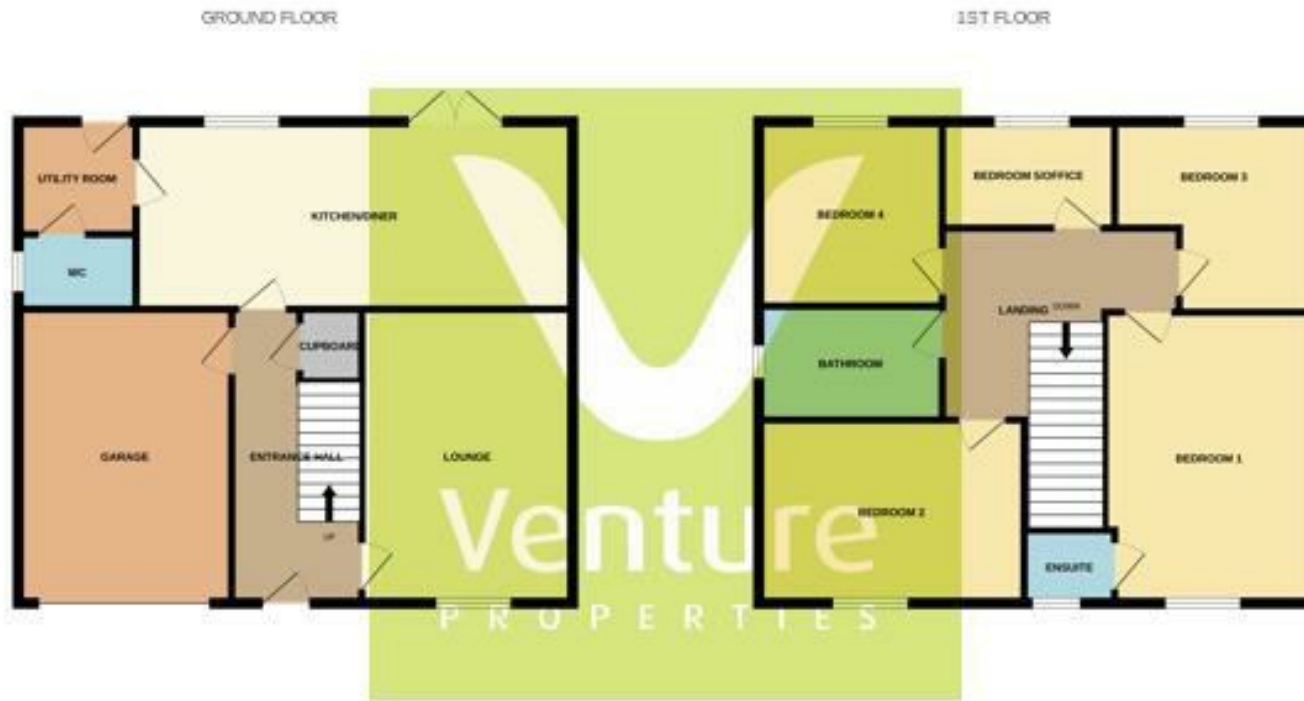 GROUND FLOOR
1ST FLOOR
UTILITY ROOM
KITCHEN/DINER
WC
CUPBOARD
GARAGE
ENTRANCE HALL
LOUNGE
UP
BEDROOM 5/OFFICE
BEDROOM 3
BEDROOM 4
LANDING
DOWN
BATHROOM
BEDROOM 1
BEDROOM 2
ENSUITE
Venture
PROPERTIES